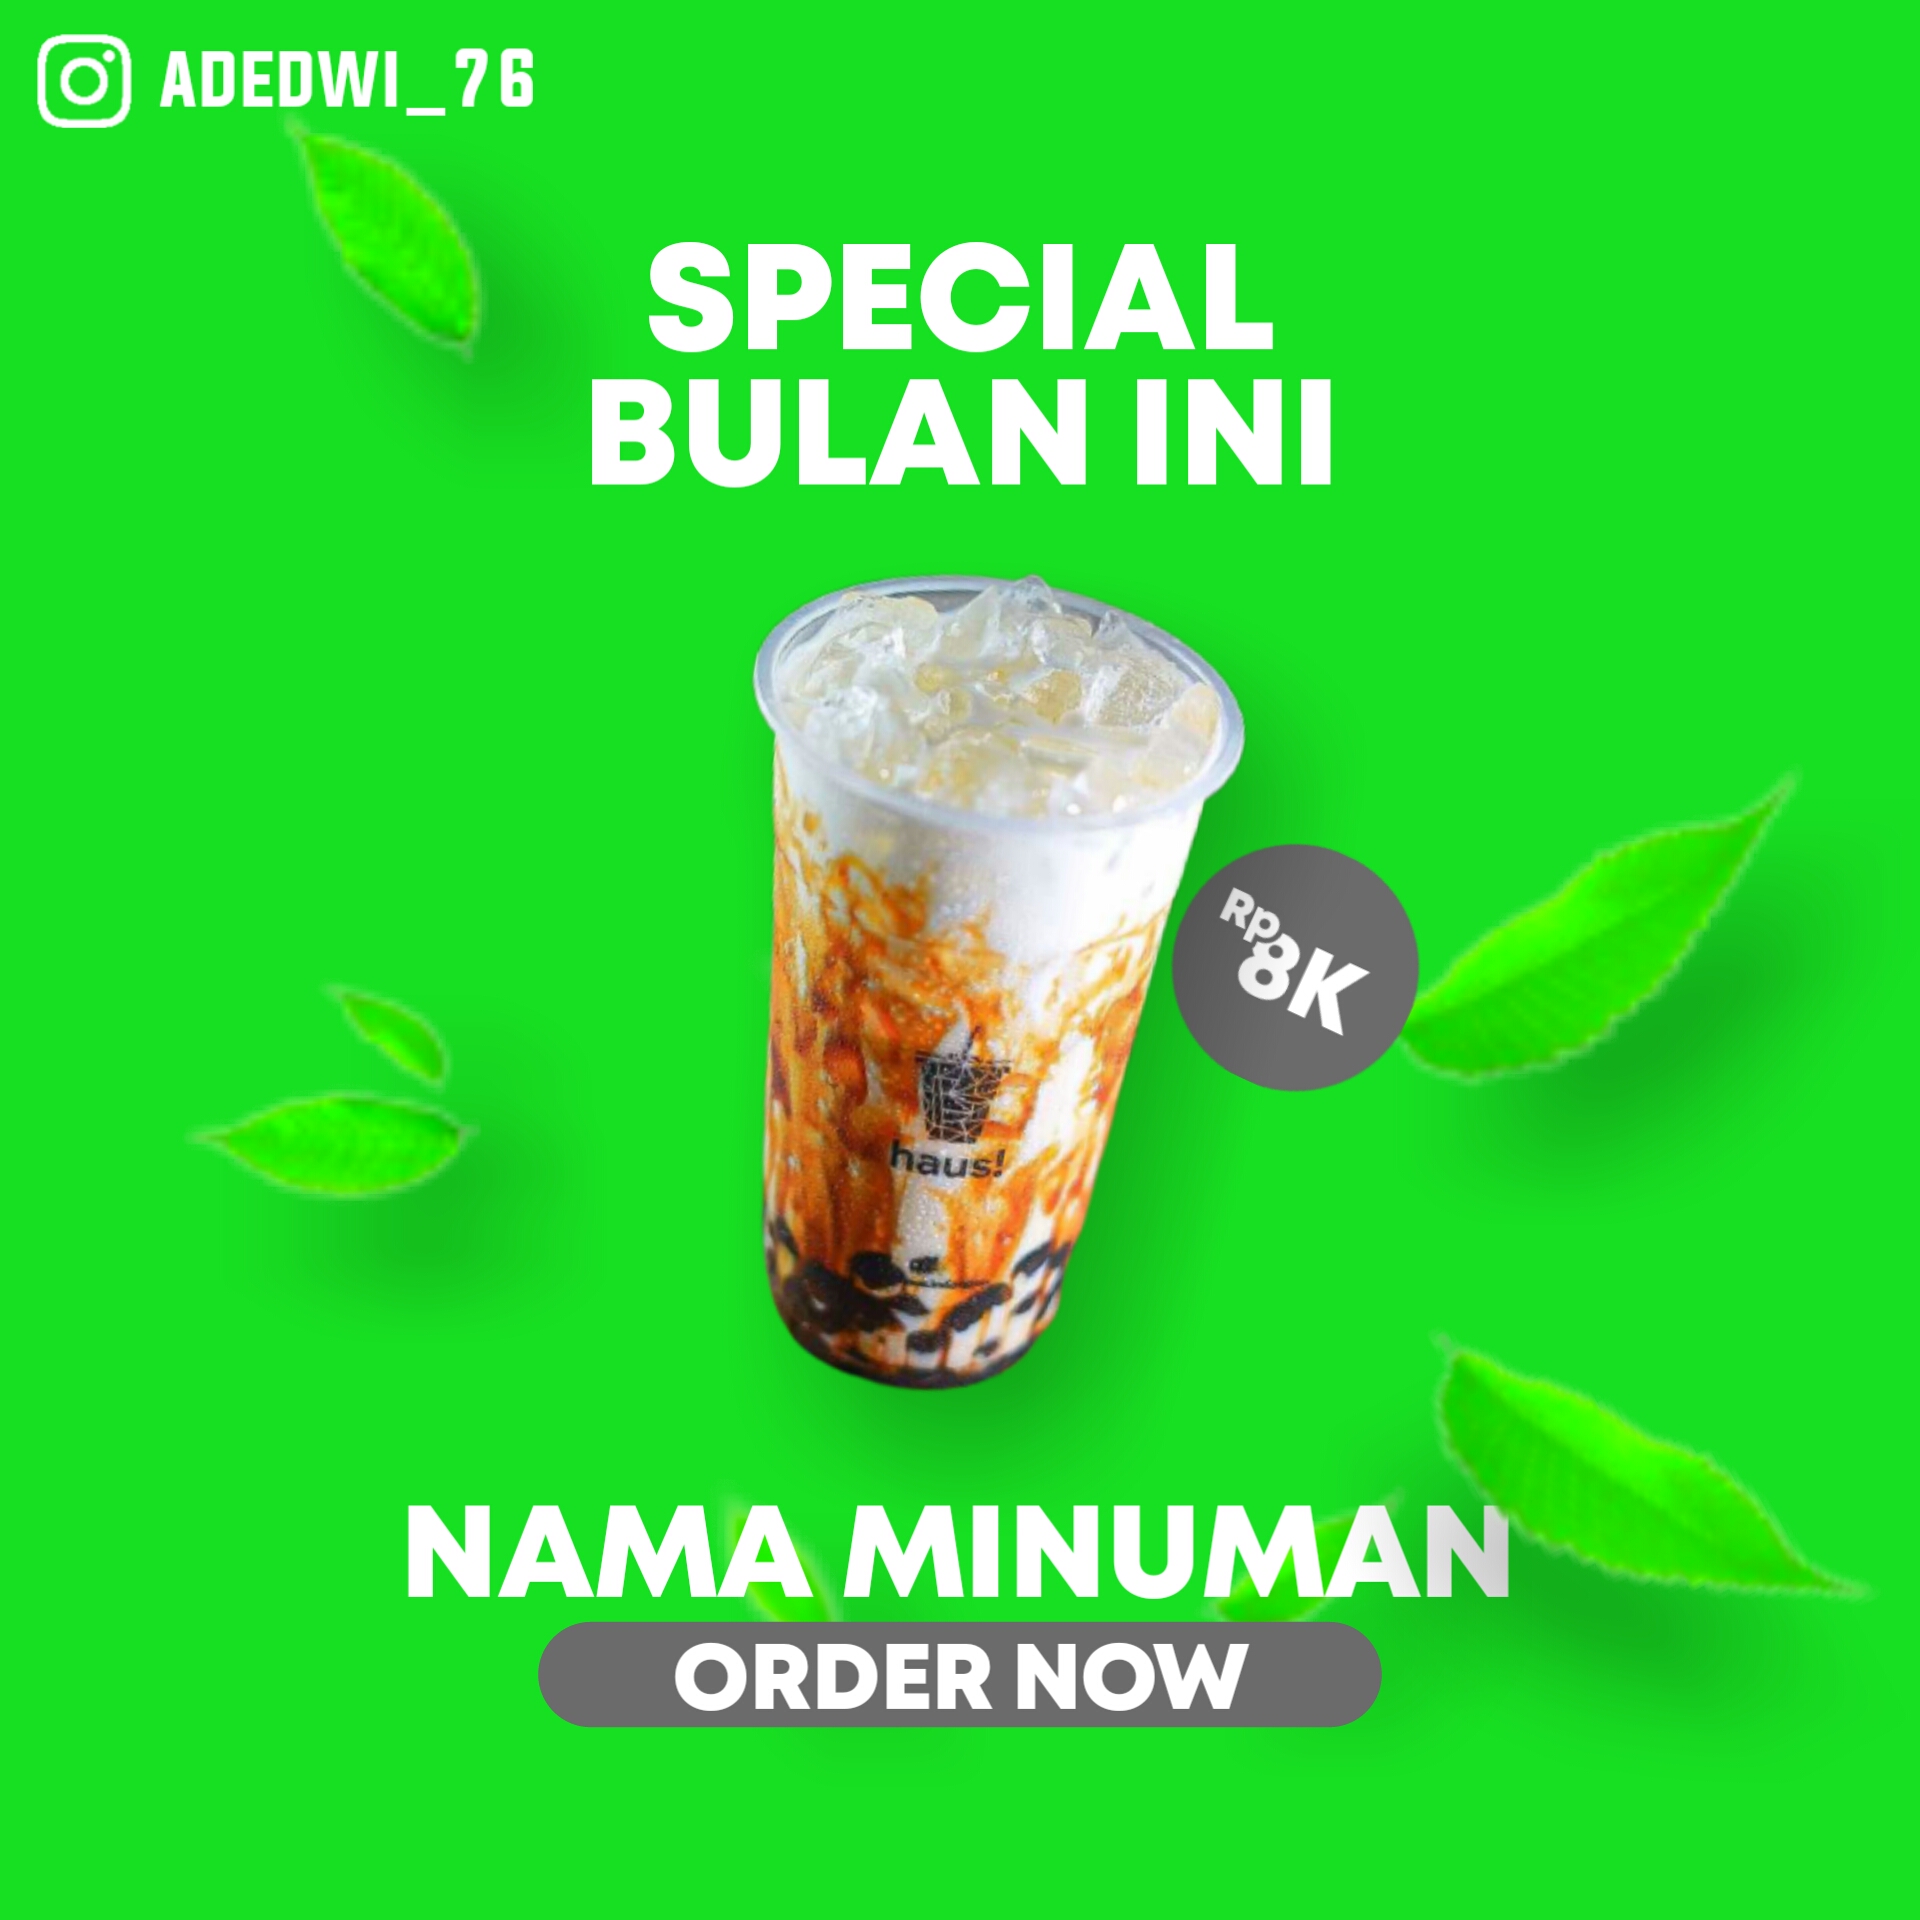 ADEDWI_76
SPECIAL
BULAN INI
Rp
8K
haus!
NAMA MINUMAN
ORDER NOW